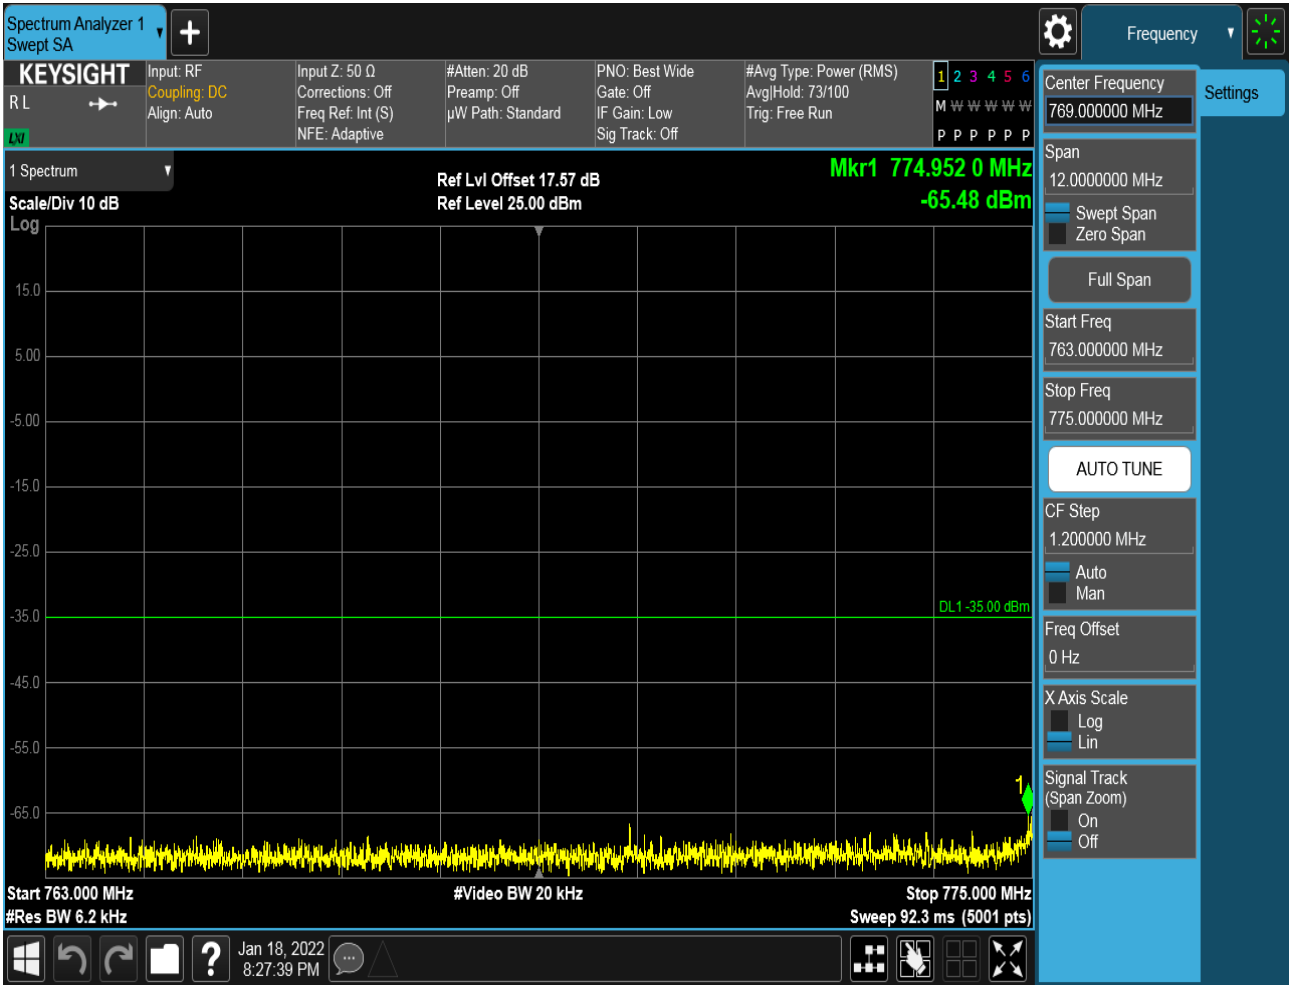 Spectrum Analyzer 1
Swept SA
Frequency
KEYSIGHT
R L
LXI
Input: RF
Coupling: DC
Align: Auto
Input Z: 50 Ω
Corrections: Off
Freq Ref: Int (S)
NFE: Adaptive
#Atten: 20 dB
Preamp: Off
µW Path: Standard
PNO: Best Wide
Gate: Off
IF Gain: Low
Sig Track: Off
#Avg Type: Power (RMS)
Avg|Hold: 73/100
Trig: Free Run
1 2 3 4 5 6
M W W W W W
P P P P P P
1 Spectrum
Scale/Div 10 dB
Log
Ref Lvl Offset 17.57 dB
Ref Level 25.00 dBm
Mkr1 774.952 0 MHz
-65.48 dBm
15.0
5.00
-5.00
-15.0
-25.0
-35.0
DL1 -35.00 dBm
-45.0
-55.0
-65.0
1
Start 763.000 MHz
#Video BW 20 kHz
Stop 775.000 MHz
#Res BW 6.2 kHz
Sweep 92.3 ms (5001 pts)
Center Frequency
769.000000 MHz
Settings
Span
12.0000000 MHz
Swept Span
Zero Span
Full Span
Start Freq
763.000000 MHz
Stop Freq
775.000000 MHz
AUTO TUNE
CF Step
1.200000 MHz
Auto
Man
Freq Offset
0 Hz
X Axis Scale
Log
Lin
Signal Track
(Span Zoom)
On
Off
?
Jan 18, 2022
8:27:39 PM